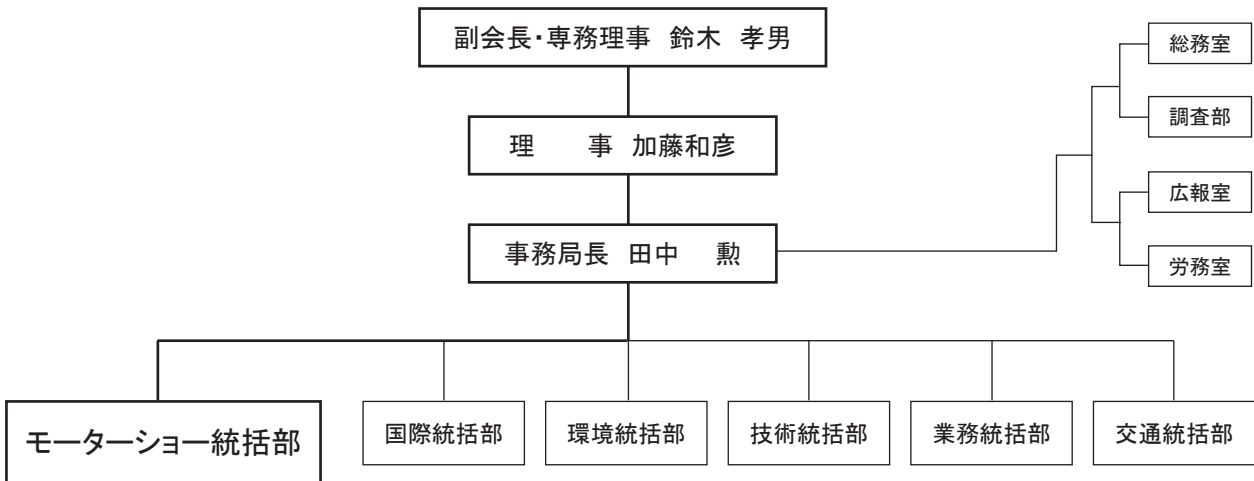 副会長・専務理事 鈴木 孝男
理 事 加藤和彦
事務局長 田中 勲
総務室
調査部
広報室
労務室
モーターショー統括部
国際統括部
環境統括部
技術統括部
業務統括部
交通統括部